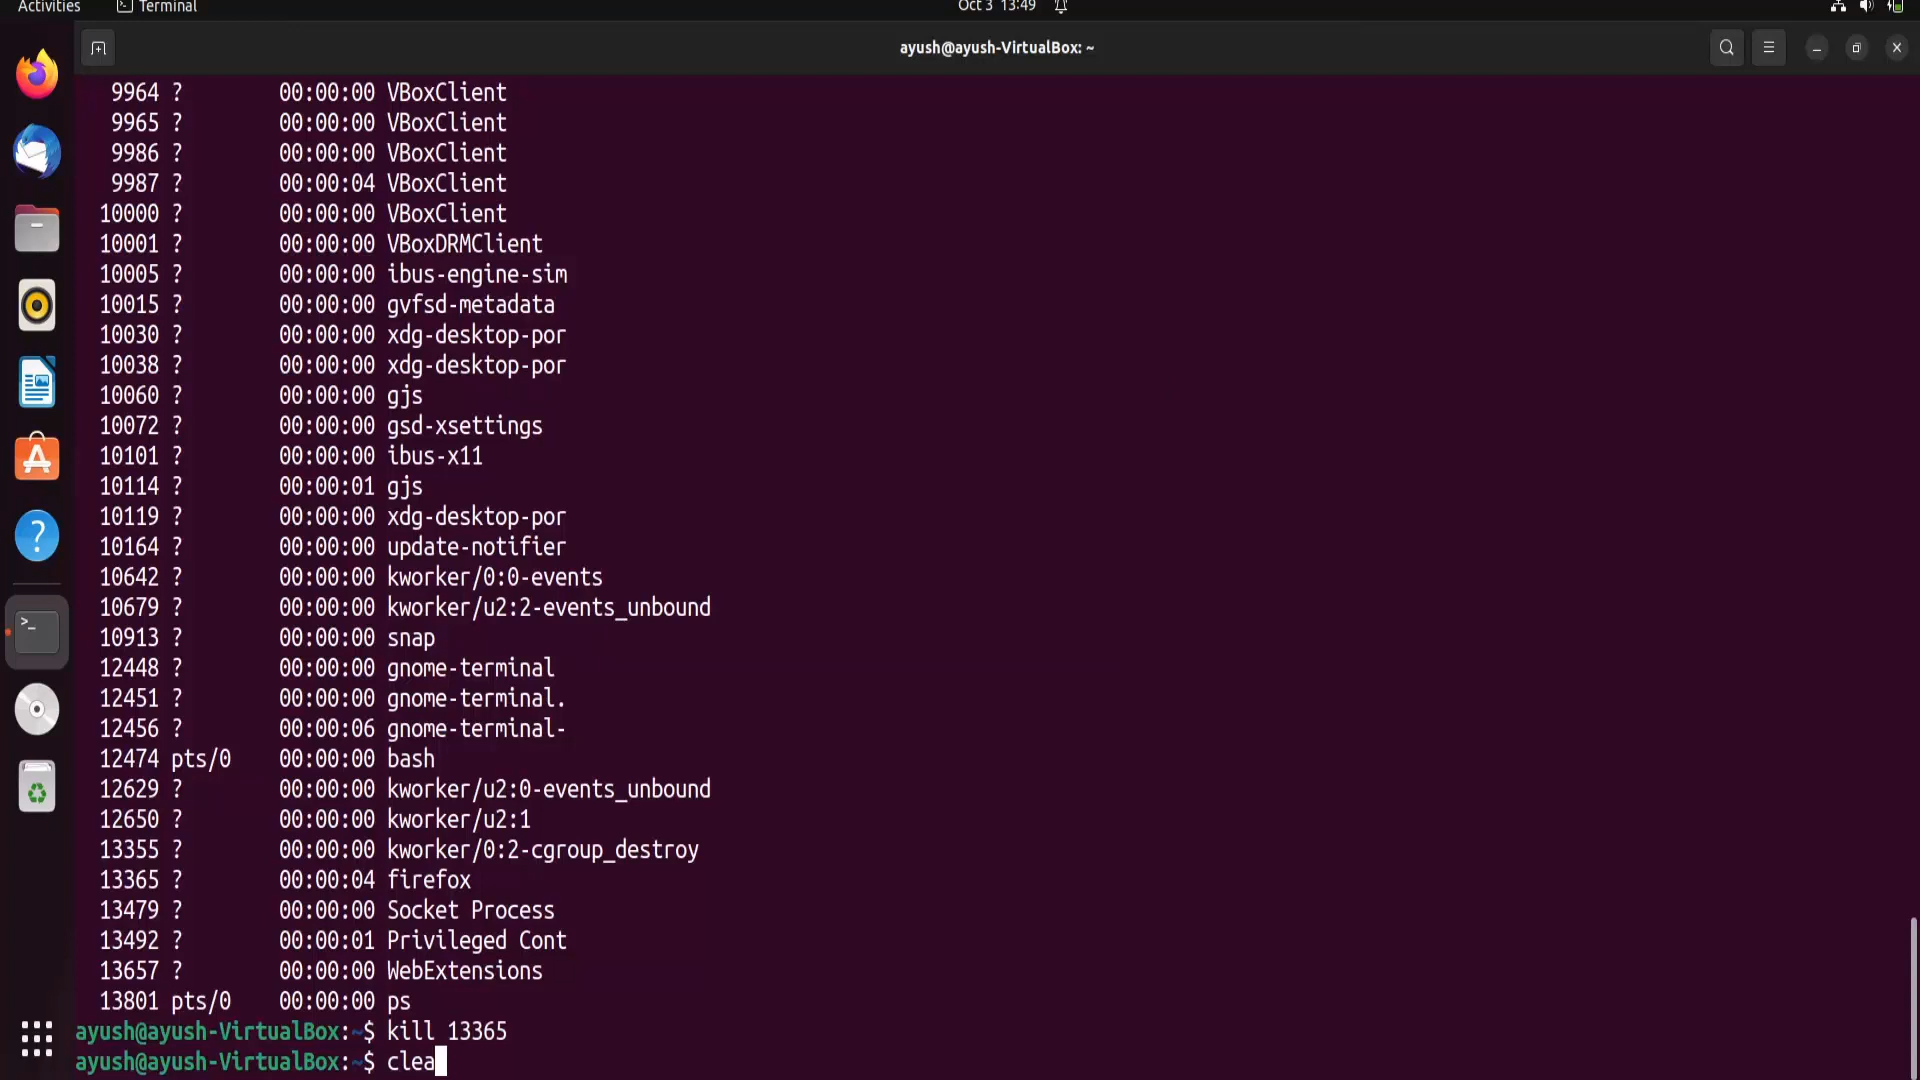 Activities Terminal Oct 3 13:49
ayush@ayush-VirtualBox: ~
9964 ? 00:00:00 VBoxClient
9965 ? 00:00:00 VBoxClient
9986 ? 00:00:00 VBoxClient
9987 ? 00:00:04 VBoxClient
10000 ? 00:00:00 VBoxClient
10001 ? 00:00:00 VBoxDRMClient
10005 ? 00:00:00 ibus-engine-sim
10015 ? 00:00:00 gvfsd-metadata
10030 ? 00:00:00 xdg-desktop-por
10038 ? 00:00:00 xdg-desktop-por
10060 ? 00:00:00 gjs
10072 ? 00:00:00 gsd-xsettings
10101 ? 00:00:00 ibus-x11
10114 ? 00:00:01 gjs
10119 ? 00:00:00 xdg-desktop-por
10164 ? 00:00:00 update-notifier
10642 ? 00:00:00 kworker/0:0-events
10679 ? 00:00:00 kworker/u2:2-events_unbound
10913 ? 00:00:00 snap
12448 ? 00:00:00 gnome-terminal
12451 ? 00:00:00 gnome-terminal.
12456 ? 00:00:06 gnome-terminal-
12474 pts/0 00:00:00 bash
12629 ? 00:00:00 kworker/u2:0-events_unbound
12650 ? 00:00:00 kworker/u2:1
13355 ? 00:00:00 kworker/0:2-cgroup_destroy
13365 ? 00:00:04 firefox
13479 ? 00:00:00 Socket Process
13492 ? 00:00:01 Privileged Cont
13657 ? 00:00:00 WebExtensions
13801 pts/0 00:00:00 ps
ayush@ayush-VirtualBox:~$ kill 13365
ayush@ayush-VirtualBox:~$ clea